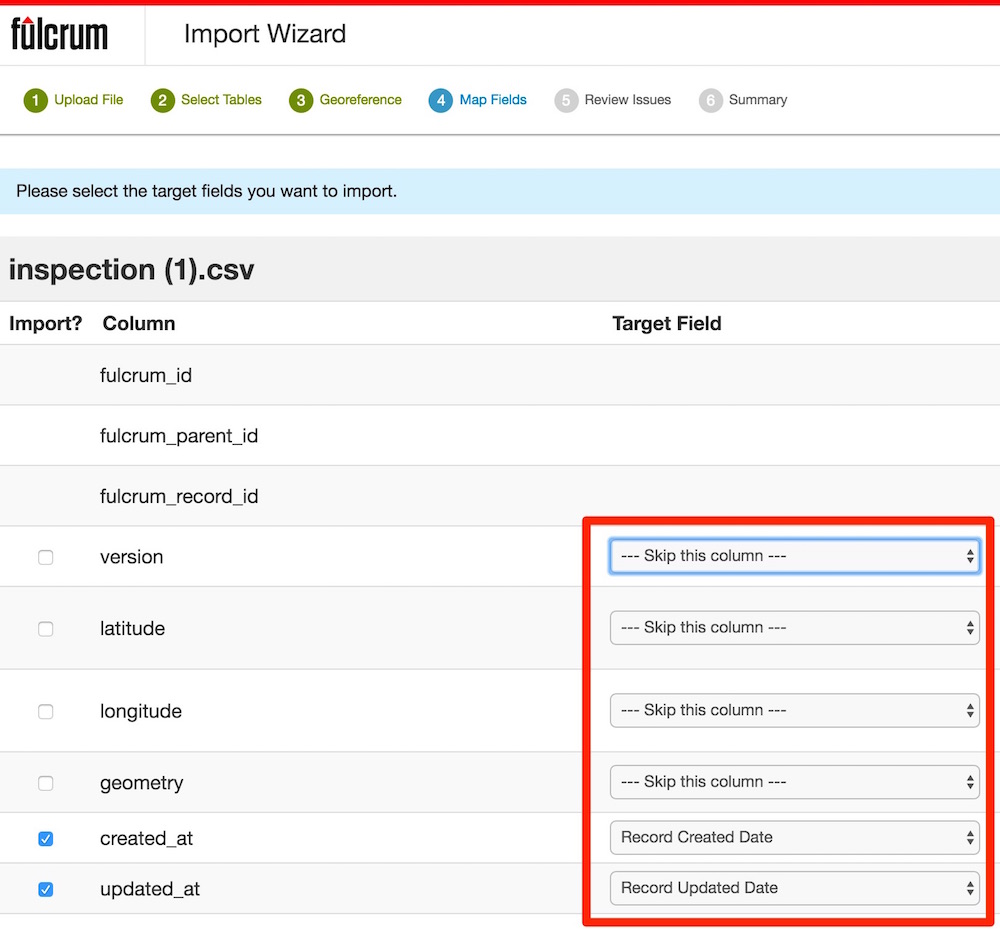 fulcrum Import Wizard
1 Upload File 2 Select Tables 3 Georeference 4 Map Fields 5 Review Issues 6 Summary
Please select the target fields you want to import.
inspection (1).csv
Import? Column Target Field
fulcrum_id
fulcrum_parent_id
fulcrum_record_id
version --- Skip this column ---
latitude --- Skip this column ---
longitude --- Skip this column ---
geometry --- Skip this column ---
created_at Record Created Date
updated_at Record Updated Date